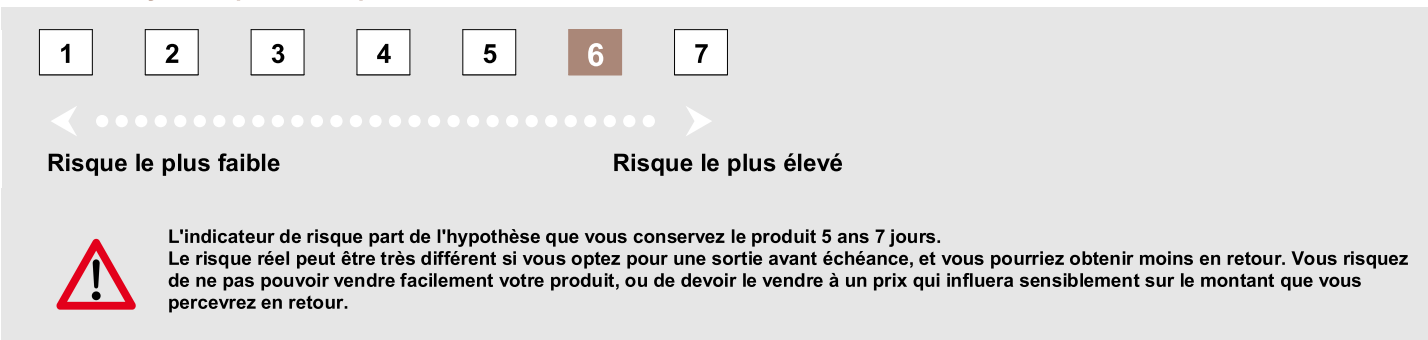 1 2 3 4 5 6 7
Risque le plus faible Risque le plus élevé
L'indicateur de risque part de l'hypothèse que vous conservez le produit 5 ans 7 jours.
Le risque réel peut être très différent si vous optez pour une sortie avant échéance, et vous pourriez obtenir moins en retour. Vous risquez
de ne pas pouvoir vendre facilement votre produit, ou de devoir le vendre à un prix qui influera sensiblement sur le montant que vous
percevrez en retour.